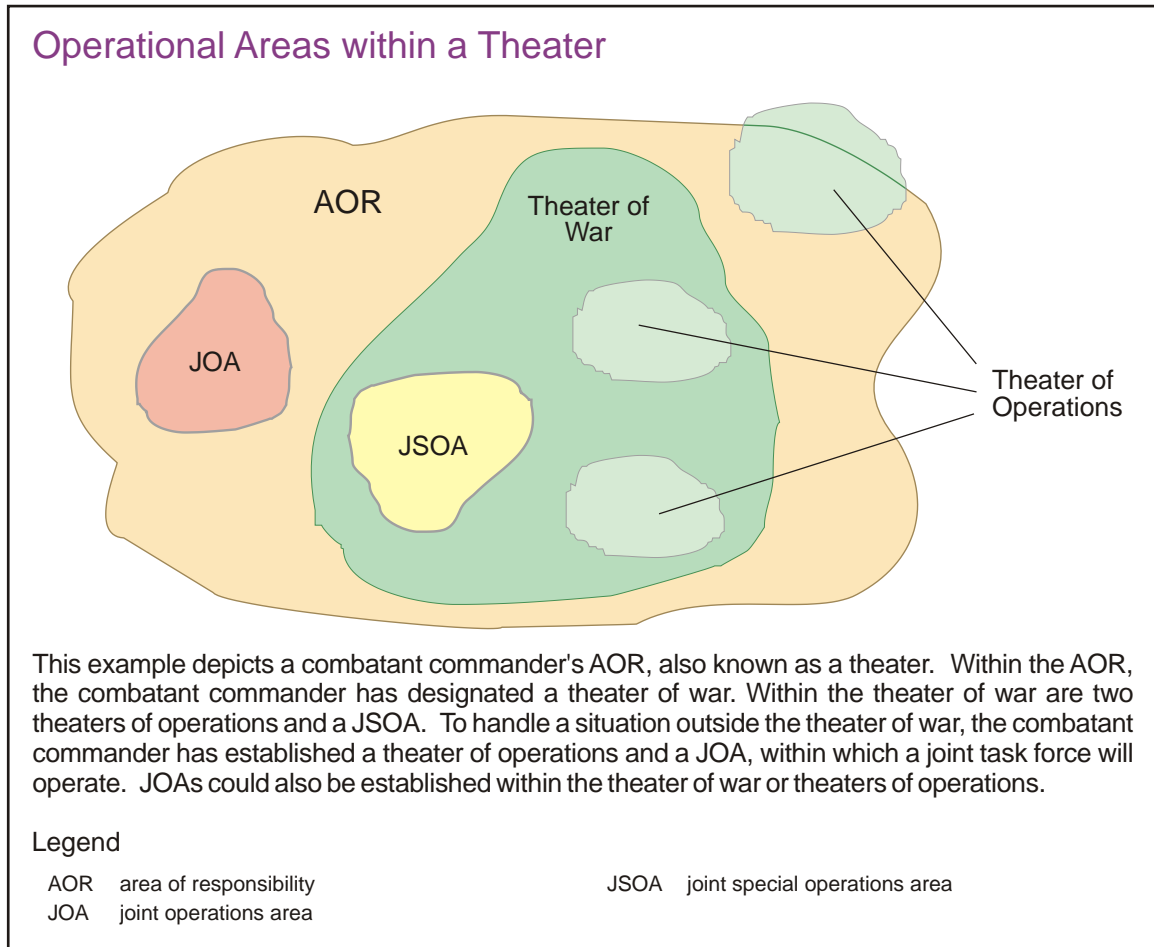 Operational Areas within a Theater
AOR
Theater of
War
JOA
JSOA
Theater of
Operations
This example depicts a combatant commander's AOR, also known as a theater. Within the AOR,
the combatant commander has designated a theater of war. Within the theater of war are two
theaters of operations and a JSOA. To handle a situation outside the theater of war, the combatant
commander has established a theater of operations and a JOA, within which a joint task force will
operate. JOAs could also be established within the theater of war or theaters of operations.
Legend
AOR area of responsibility
JOA joint operations area
JSOA joint special operations area